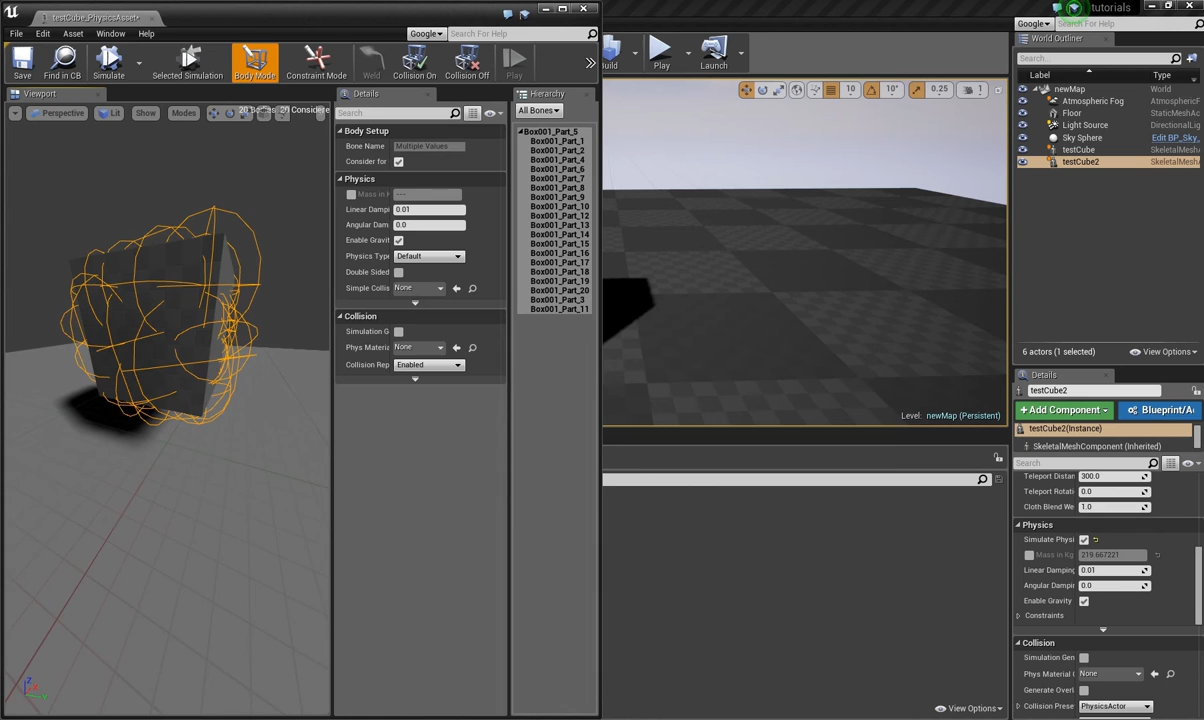 testCube_PhysicsAsset*
File Edit Asset Window Help
Google Search For Help
Save Find in CB Simulate Selected Simulation Body Mode Constraint Mode Weld Collision On Collision Off Play
Viewport
Perspective Lit Show
Details
Search
Body Setup
Bone Name Multiple Values
Consider for
Physics
Mass in K ---
Linear Dampi 0.01
Angular Dam 0.0
Enable Gravit
Physics Type Default
Double Sided
Simple Collis None
Collision
Simulation G
Phys Materia None
Collision Rep Enabled
Hierarchy
All Bones
Box001_Part_5
Box001_Part_1
Box001_Part_2
Box001_Part_4
Box001_Part_6
Box001_Part_7
Box001_Part_8
Box001_Part_9
Box001_Part_10
Box001_Part_12
Box001_Part_13
Box001_Part_14
Box001_Part_15
Box001_Part_16
Box001_Part_17
Box001_Part_18
Box001_Part_19
Box001_Part_20
Box001_Part_3
Box001_Part_11
Z
X
Y
Build Play Launch
10 10° 0.25 1
Level: newMap (Persistent)
View Options
tutorials
Google Search For Help
World Outliner
Search...
Label Type
newMap World
Atmospheric Fog AtmosphericF
Floor StaticMeshAc
Light Source DirectionalLig
Sky Sphere Edit BP_Sky_
testCube SkeletalMeshA
testCube2 SkeletalMeshA
6 actors (1 selected) View Options
Details
testCube2
+Add Component Blueprint/A
testCube2(Instance)
SkeletalMeshComponent (Inherited)
Search
Teleport Distan 300.0
Teleport Rotati 0.0
Cloth Blend We 1.0
Physics
Simulate Physi
Mass in Kg 219.667221
Linear Damping 0.01
Angular Dampin 0.0
Enable Gravity
Constraints
Collision
Simulation Gen
Phys Material None
Generate Overl
Collision Prese PhysicsActor